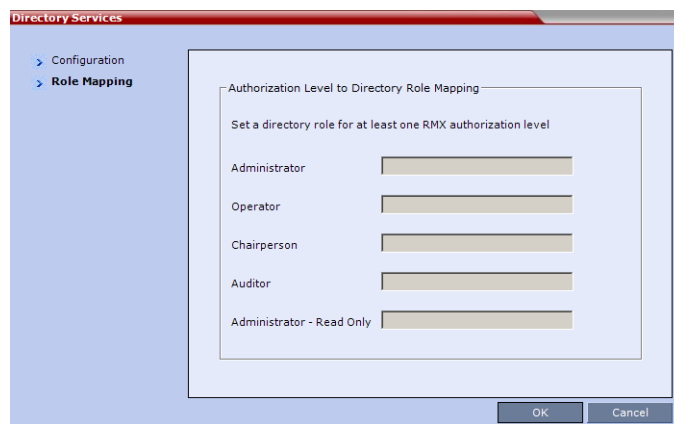 Directory Services
Configuration
Role Mapping
Authorization Level to Directory Role Mapping
Set a directory role for at least one RMX authorization level
Administrator
Operator
Chairperson
Auditor
Administrator - Read Only
OK
Cancel